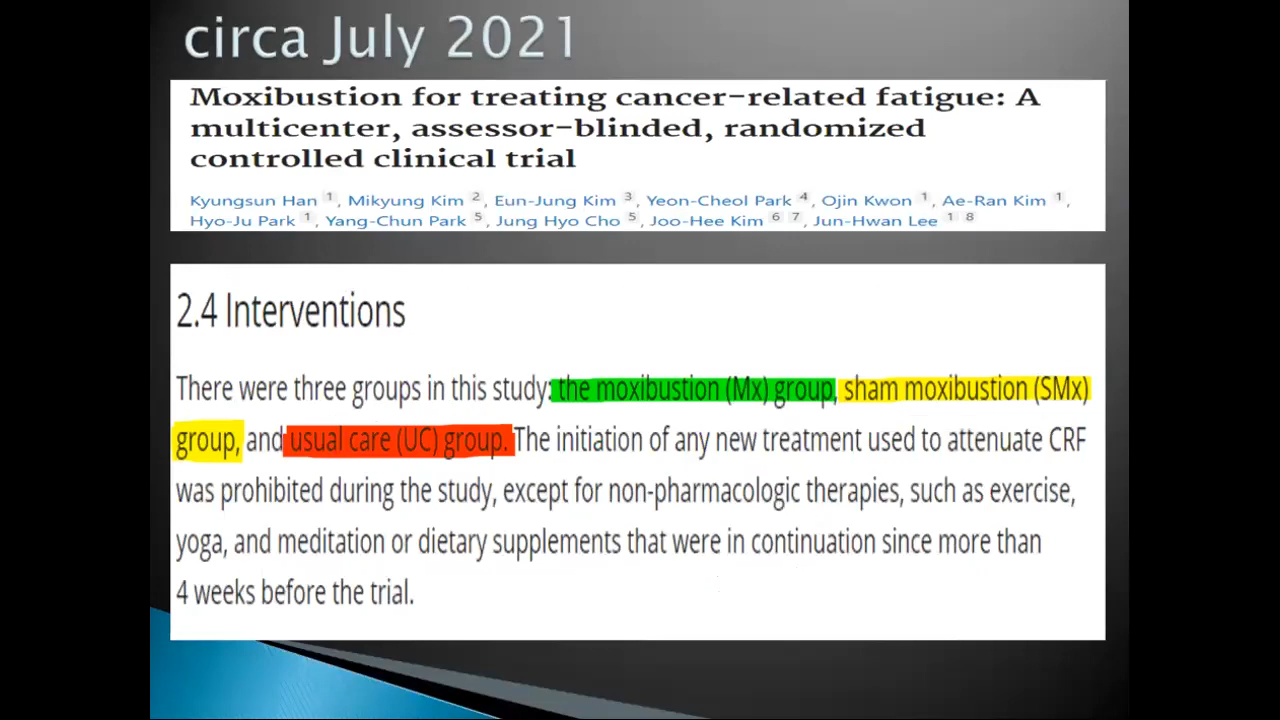 circa July 2021
Moxibustion for treating cancer-related fatigue: A
multicenter, assessor-blinded, randomized
controlled clinical trial
Kyungsun Han 1, Mikyung Kim 2, Eun-Jung Kim 3, Yeon-Cheol Park 4, Ojin Kwon 1, Ae-Ran Kim 1,
Hyo-Ju Park 1, Yang-Chun Park 5, Jung Hyo Cho 5, Joo-Hee Kim 6 7, Jun-Hwan Lee 1 8
2.4 Interventions
There were three groups in this study: the moxibustion (Mx) group, sham moxibustion (SMx)
group, and usual care (UC) group. The initiation of any new treatment used to attenuate CRF
was prohibited during the study, except for non-pharmacologic therapies, such as exercise,
yoga, and meditation or dietary supplements that were in continuation since more than
4 weeks before the trial.